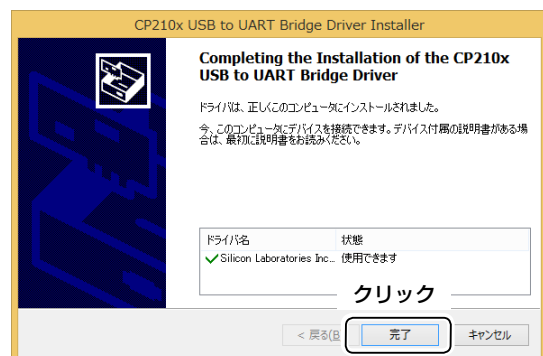 CP210x USB to UART Bridge Driver Installer
Completing the Installation of the CP210x
USB to UART Bridge Driver
ドライバは、正しくこのコンピュータにインストールされました。
今、このコンピュータにデバイスを接続できます。デバイス付属の説明書がある場
合は、最初に説明書をお読みください。
ドライバ名 状態
Silicon Laboratories Inc... 使用できます
クリック
< 戻る(B 完了 キャンセル